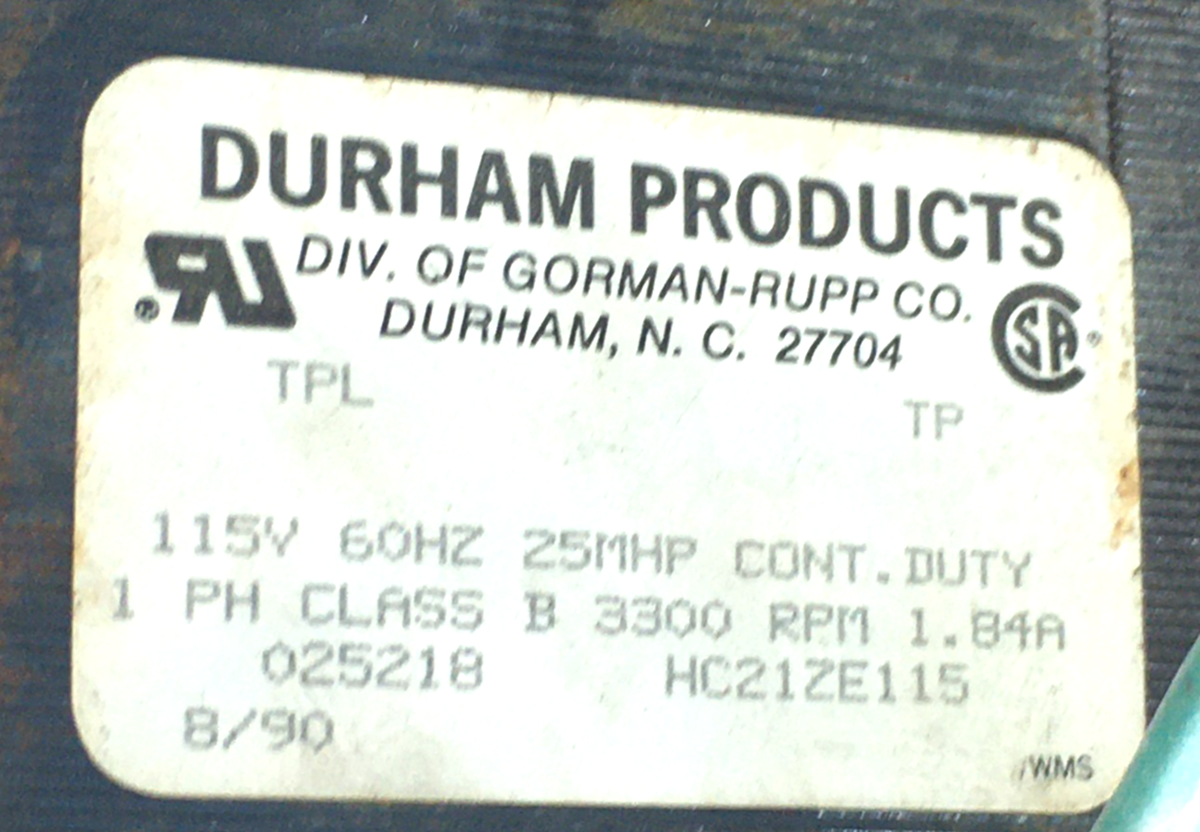 DURHAM PRODUCTS
DIV. OF GORMAN-RUPP CO.
DURHAM, N. C. 27704
TPL TP
115V 60HZ 25MHP CONT.DUTY
1 PH CLASS B 3300 RPM 1.84A
025218 HC21ZE115
8/90
WMS